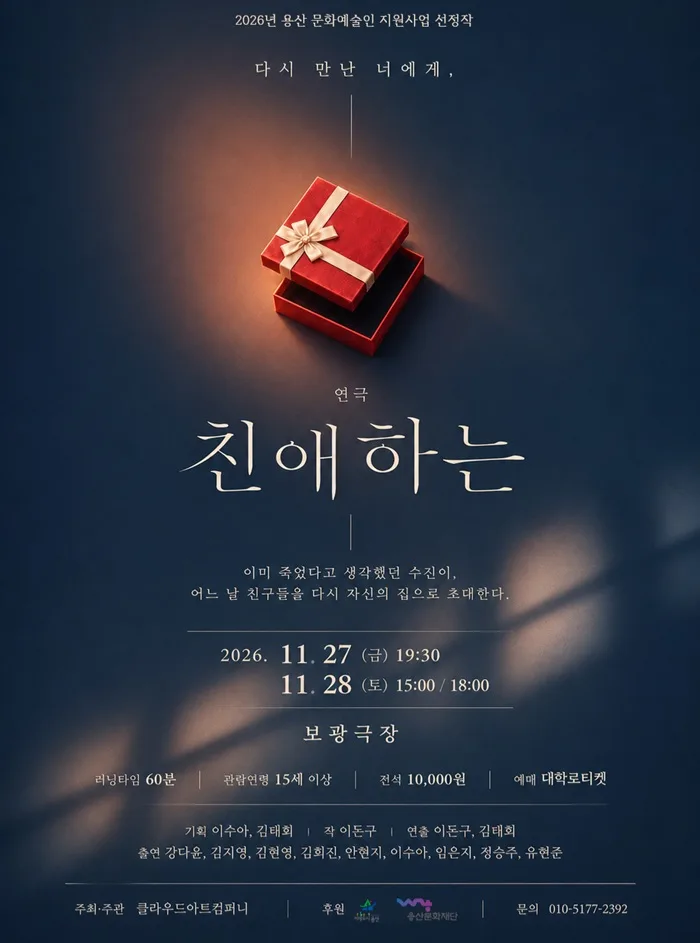 2026년 용산 문화예술인 지원사업 선정작
다시 만난 너에게,
연극
친애하는
이미 죽었다고 생각했던 수진이,
어느 날 친구들을 다시 자신의 집으로 초대한다.
2026. 11. 27 (금) 19:30
11. 28 (토) 15:00 / 18:00
보광극장
러닝타임 60분 | 관람연령 15세 이상 | 전석 10,000원 | 예매 대학로티켓
기획 이수아, 김태회 | 작 이돈구 | 연출 이돈구, 김태회
출연 강다윤, 김지영, 김현영, 김희진, 안현지, 이수아, 임은지, 정승주, 유현준
주최·주관 클라우드아트컴퍼니 | 후원 용산문화재단 | 문의 010-5177-2392